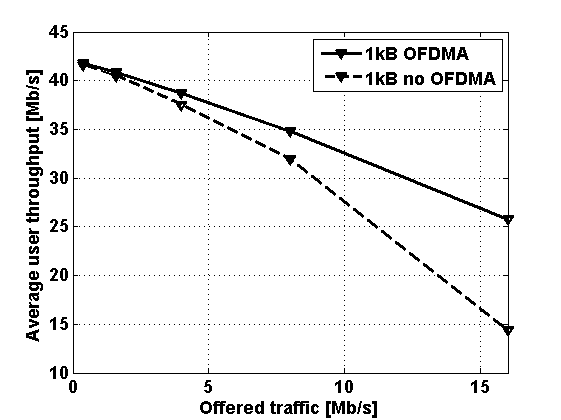 45
40
35
30
25
20
15
10
Average user throughput [Mb/s]
1kB OFDMA
1kB no OFDMA
0 5 10 15
Offered traffic [Mb/s]